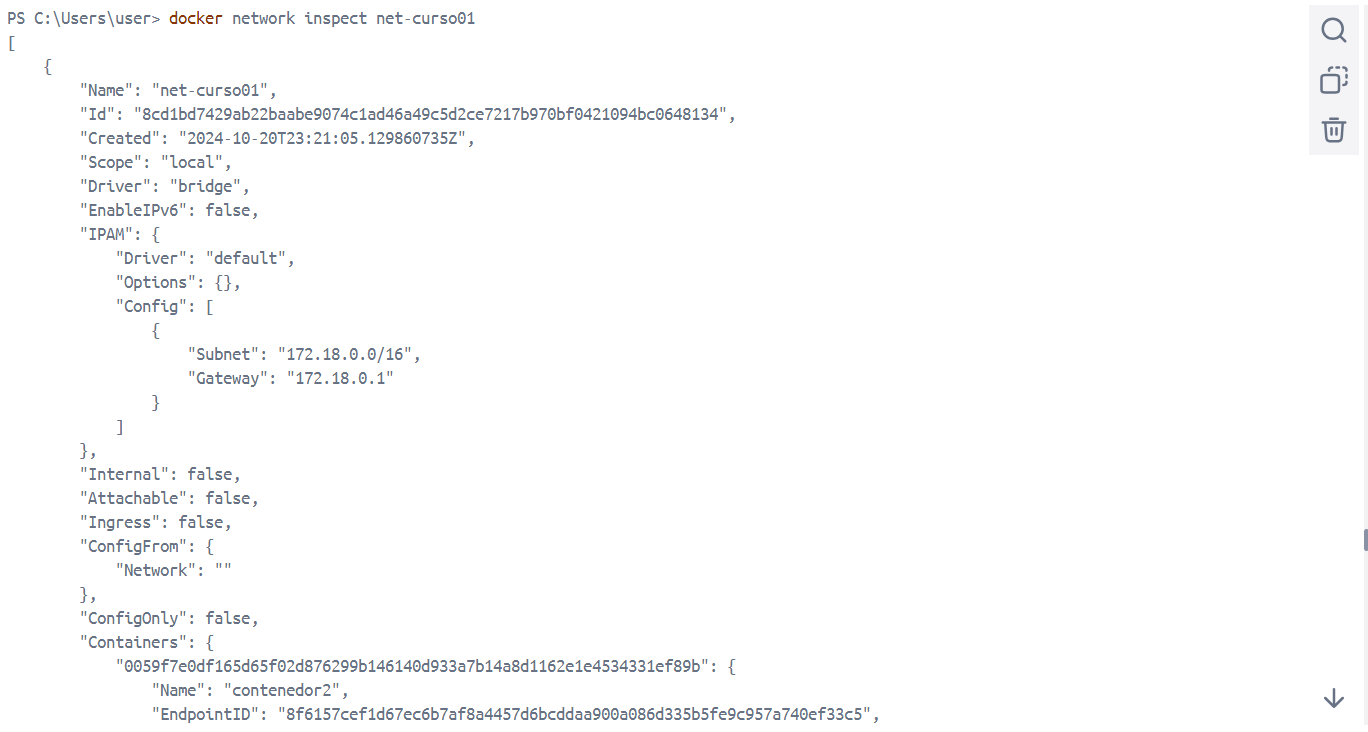 PS C:\Users\user> docker network inspect net-curso01
[
    {
        "Name": "net-curso01",
        "Id": "8cd1bd7429ab22baabe9074c1ad46a49c5d2ce7217b970bf0421094bc0648134",
        "Created": "2024-10-20T23:21:05.129860735Z",
        "Scope": "local",
        "Driver": "bridge",
        "EnableIPv6": false,
        "IPAM": {
            "Driver": "default",
            "Options": {},
            "Config": [
                {
                    "Subnet": "172.18.0.0/16",
                    "Gateway": "172.18.0.1"
                }
            ]
        },
        "Internal": false,
        "Attachable": false,
        "Ingress": false,
        "ConfigFrom": {
            "Network": ""
        },
        "ConfigOnly": false,
        "Containers": {
            "0059f7e0df165d65f02d876299b146140d933a7b14a8d1162e1e4534331ef89b": {
                "Name": "contenedor2",
                "EndpointID": "8f6157cef1d67ec6b7af8a4457d6bcddaa900a086d335b5fe9c957a740ef33c5",